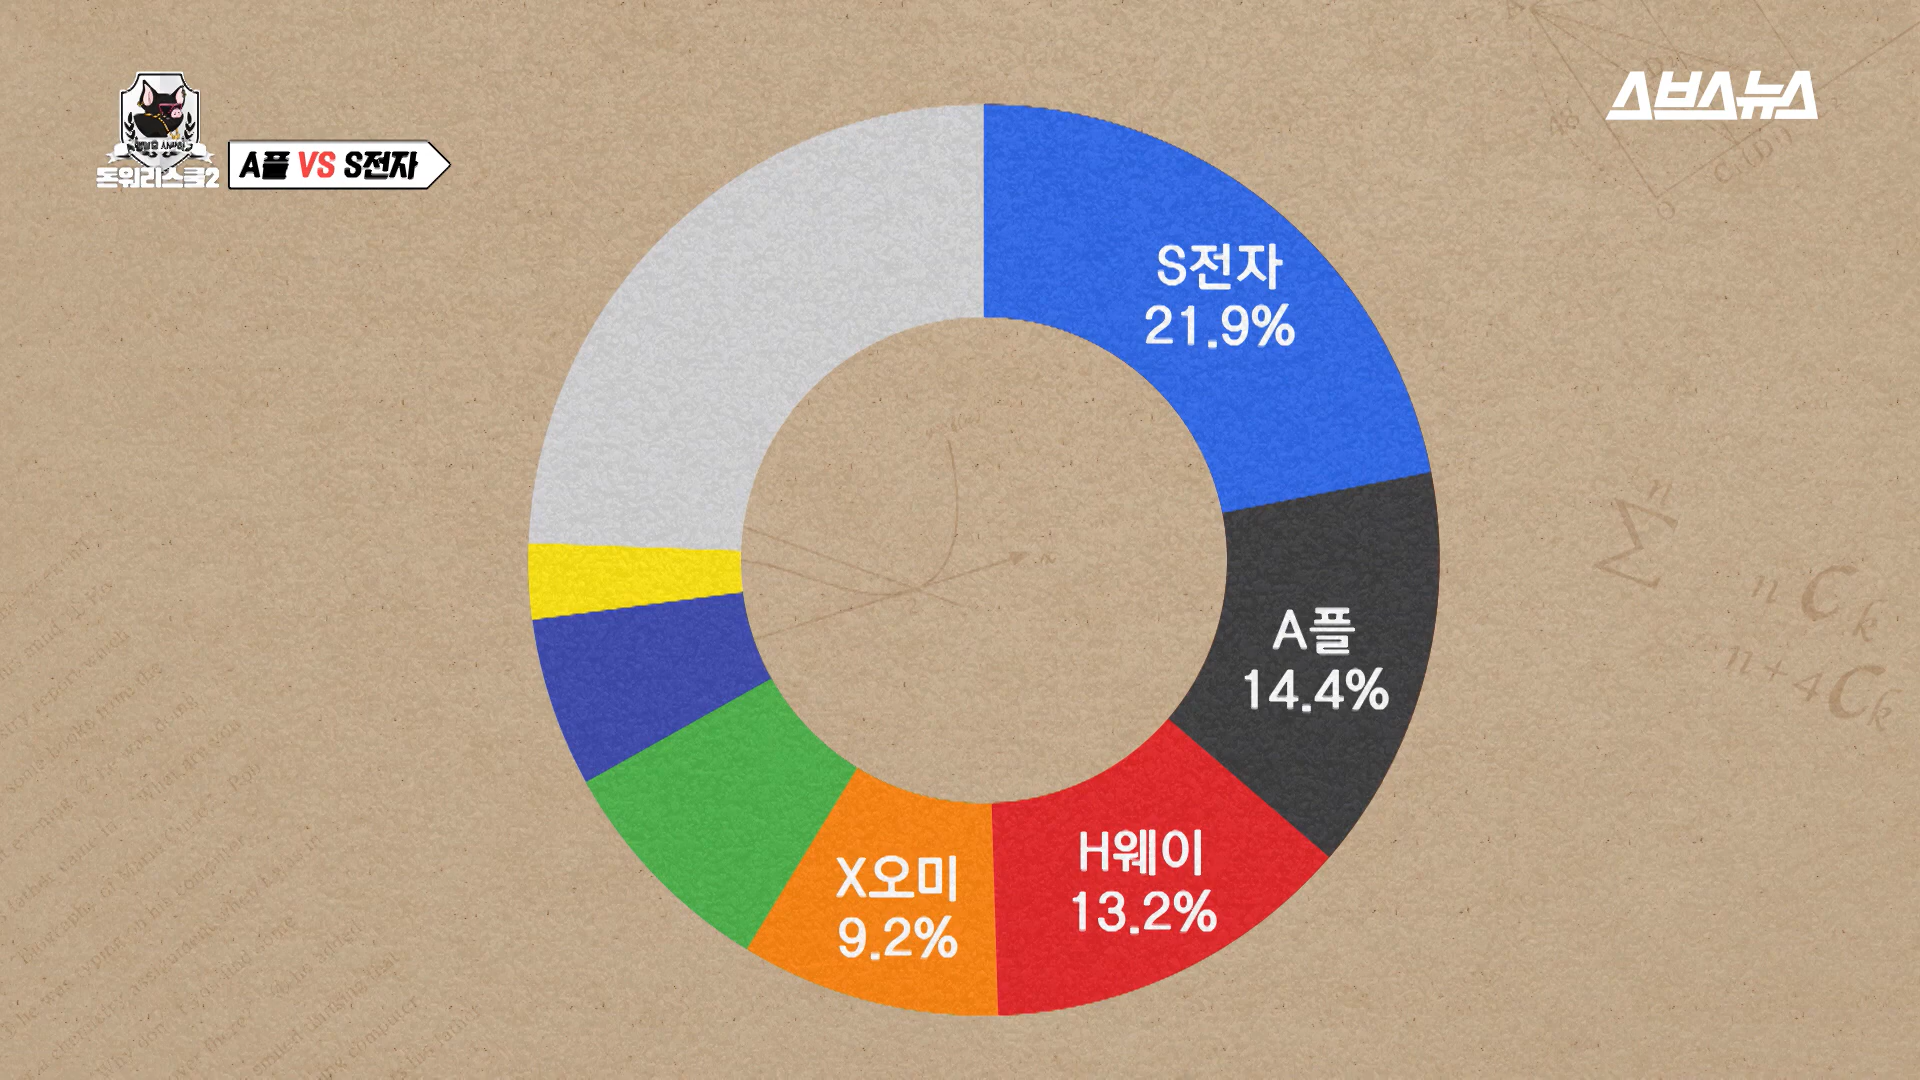 돈워리스쿨2
A플 VS S전자
스브스뉴스
S전자
21.9%
A플
14.4%
H웨이
13.2%
X오미
9.2%